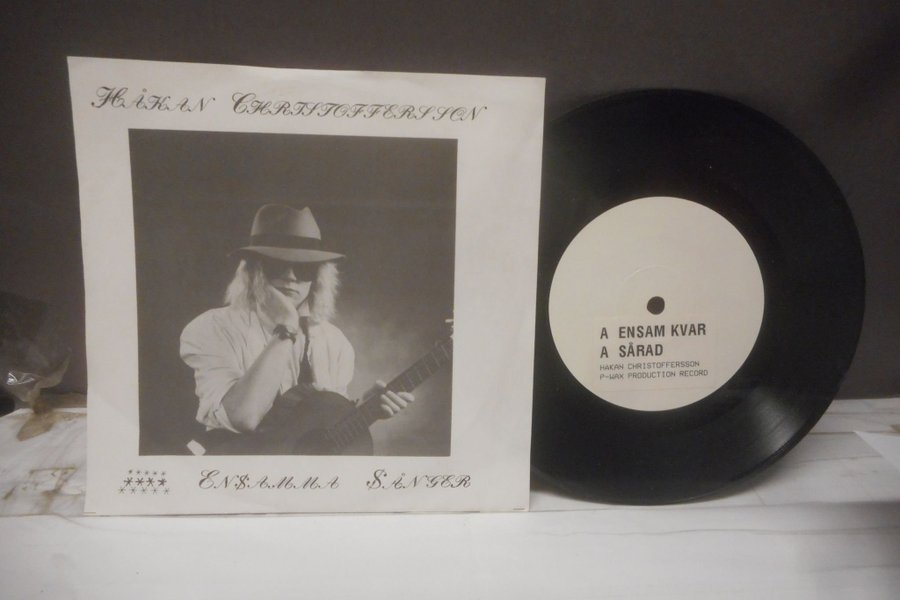 HÅKAN CHRISTOFFERSSON
**** EN$AMMA $ÅNGER
A ENSAM KVAR
A SÅRAD
HAKAN CHRISTOFFERSSON
P-WAX PRODUCTION RECORD